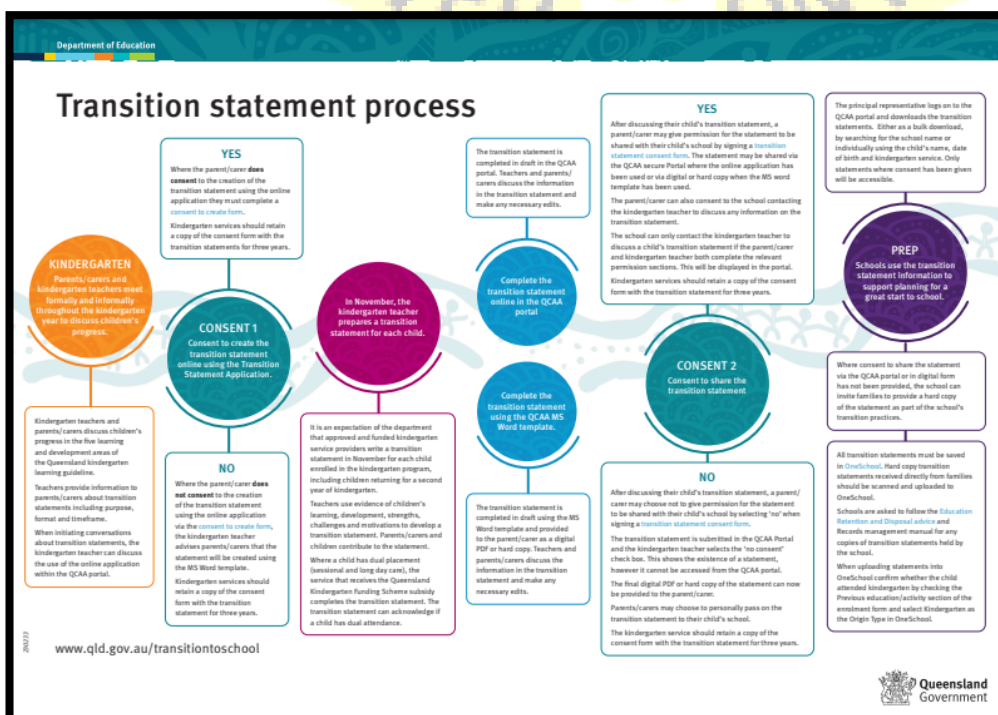 Department of Education
Transition statement process
KINDERGARTEN
Parents/carers and
kindergarten teachers meet
formally and informally
throughout the kindergarten
year to discuss children's
progress.
Kindergarten teachers and
parents/carers discuss children's
progress in the five learning
and development areas of
the Queensland kindergarten
learning guideline.
Teachers provide information to
parents/carers about transition
statements including purpose,
format and timeframe.
When initiating conversations
about transition statements, the
kindergarten teacher can discuss
the use of the online application
within the QCAA portal.
YES
Where the parent/carer does
consent to the creation of the
transition statement using the online
application they must complete a
consent to create form.
Kindergarten services should retain
a copy of the consent form with the
transition statements for three years.
CONSENT 1
Consent to create the
transition statement
online using the Transition
Statement Application.
NO
Where the parent/carer does
not consent to the creation
of the transition statement
using the online application
via the consent to create form,
the kindergarten teacher
advises parents/carers that the
statement will be created using
the MS Word template.
Kindergarten services should
retain a copy of the consent
form with the transition
statement for three years.
In November, the
kindergarten teacher
prepares a transition
statement for each child.
It is an expectation of the department
that approved and funded kindergarten
service providers write a transition
statement in November for each child
enrolled in the kindergarten program,
including children returning for a second
year of kindergarten.
Teachers use evidence of children's
learning, development, strengths,
challenges and motivations to develop a
transition statement. Parents/carers and
children contribute to the statement.
Where a child has dual placement
(sessional and long day care), the
service that receives the Queensland
Kindergarten Funding Scheme subsidy
completes the transition statement. The
transition statement can acknowledge if
a child has dual attendance.
The transition statement is
completed in draft in the QCAA
portal. Teachers and parents/
carers discuss the information
in the transition statement and
make any necessary edits.
Complete the
transition statement
online in the QCAA
portal
Complete the
transition statement
using the QCAA MS
Word template.
The transition statement is
completed in draft using the MS
Word template and provided
to the parent/carer as a digital
PDF or hard copy. Teachers and
parents/carers discuss the
information in the transition
statement and make any
necessary edits.
YES
After discussing their child's transition statement, a
parent/carer may give permission for the statement to
be shared with their child's school by signing a transition
statement consent form. The statement may be shared via
the QCAA secure Portal where the online application has
been used or via digital or hard copy when the MS word
template has been used.
The parent/carer can also consent to the school contacting
the kindergarten teacher to discuss any information on the
transition statement.
The school can only contact the kindergarten teacher to
discuss a child's transition statement if the parent/carer
and kindergarten teacher both complete the relevant
permission sections. This will be displayed in the portal.
Kindergarten services should retain a copy of the consent
form with the transition statement for three years.
CONSENT 2
Consent to share the
transition statement
NO
After discussing their child's transition statement, a parent/
carer may choose not to give permission for the statement
to be shared with their child's school by selecting 'no' when
signing a transition statement consent form.
The transition statement is submitted in the QCAA Portal
and the kindergarten teacher selects the 'no consent'
check box. This shows the existence of a statement,
however it cannot be accessed from the QCAA portal.
The final digital PDF or hard copy of the statement can now
be provided to the parent/carer.
Parents/carers may choose to personally pass on the
transition statement to their child's school.
The kindergarten service should retain a copy of the
consent form with the transition statement for three years.
The principal representative logs on to the
QCAA portal and downloads the transition
statements. Either as a bulk download,
by searching for the school name or
individually using the child's name, date
of birth and kindergarten service. Only
statements where consent has been given
will be accessible.
PREP
Schools use the transition
statement information to
support planning for a
great start to school.
Where consent to share the statement
via the QCAA portal or in digital form
has not been provided, the school can
invite families to provide a hard copy
of the statement as part of the school's
transition practices.
All transition statements must be saved
in OneSchool. Hard copy transition
statements received directly from families
should be scanned and uploaded to
OneSchool.
Schools are asked to follow the Education
Retention and Disposal advice and
Records management manual for any
copies of transition statements held by
the school.
When uploading statements into
OneSchool confirm whether the child
attended kindergarten by checking the
Previous education/activity section of the
enrolment form and select Kindergarten as
the Origin Type in OneSchool.
www.qld.gov.au/transitiontoschool
Queensland
Government